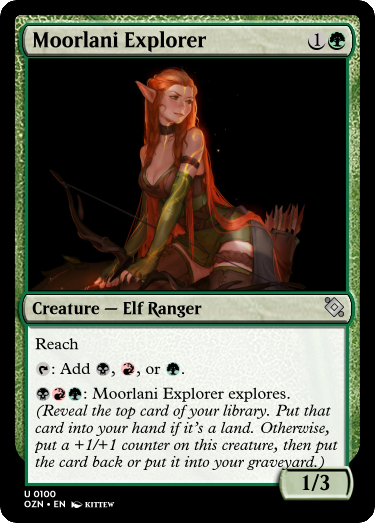 Moorlani Explorer 1
Creature — Elf Ranger
Reach
: Add , , or .
: Moorlani Explorer explores.
(Reveal the top card of your library. Put that
card into your hand if it's a land. Otherwise,
put a +1/+1 counter on this creature, then put
the card back or put it into your graveyard.)
1/3
U 0100
OZN • EN KITTEW